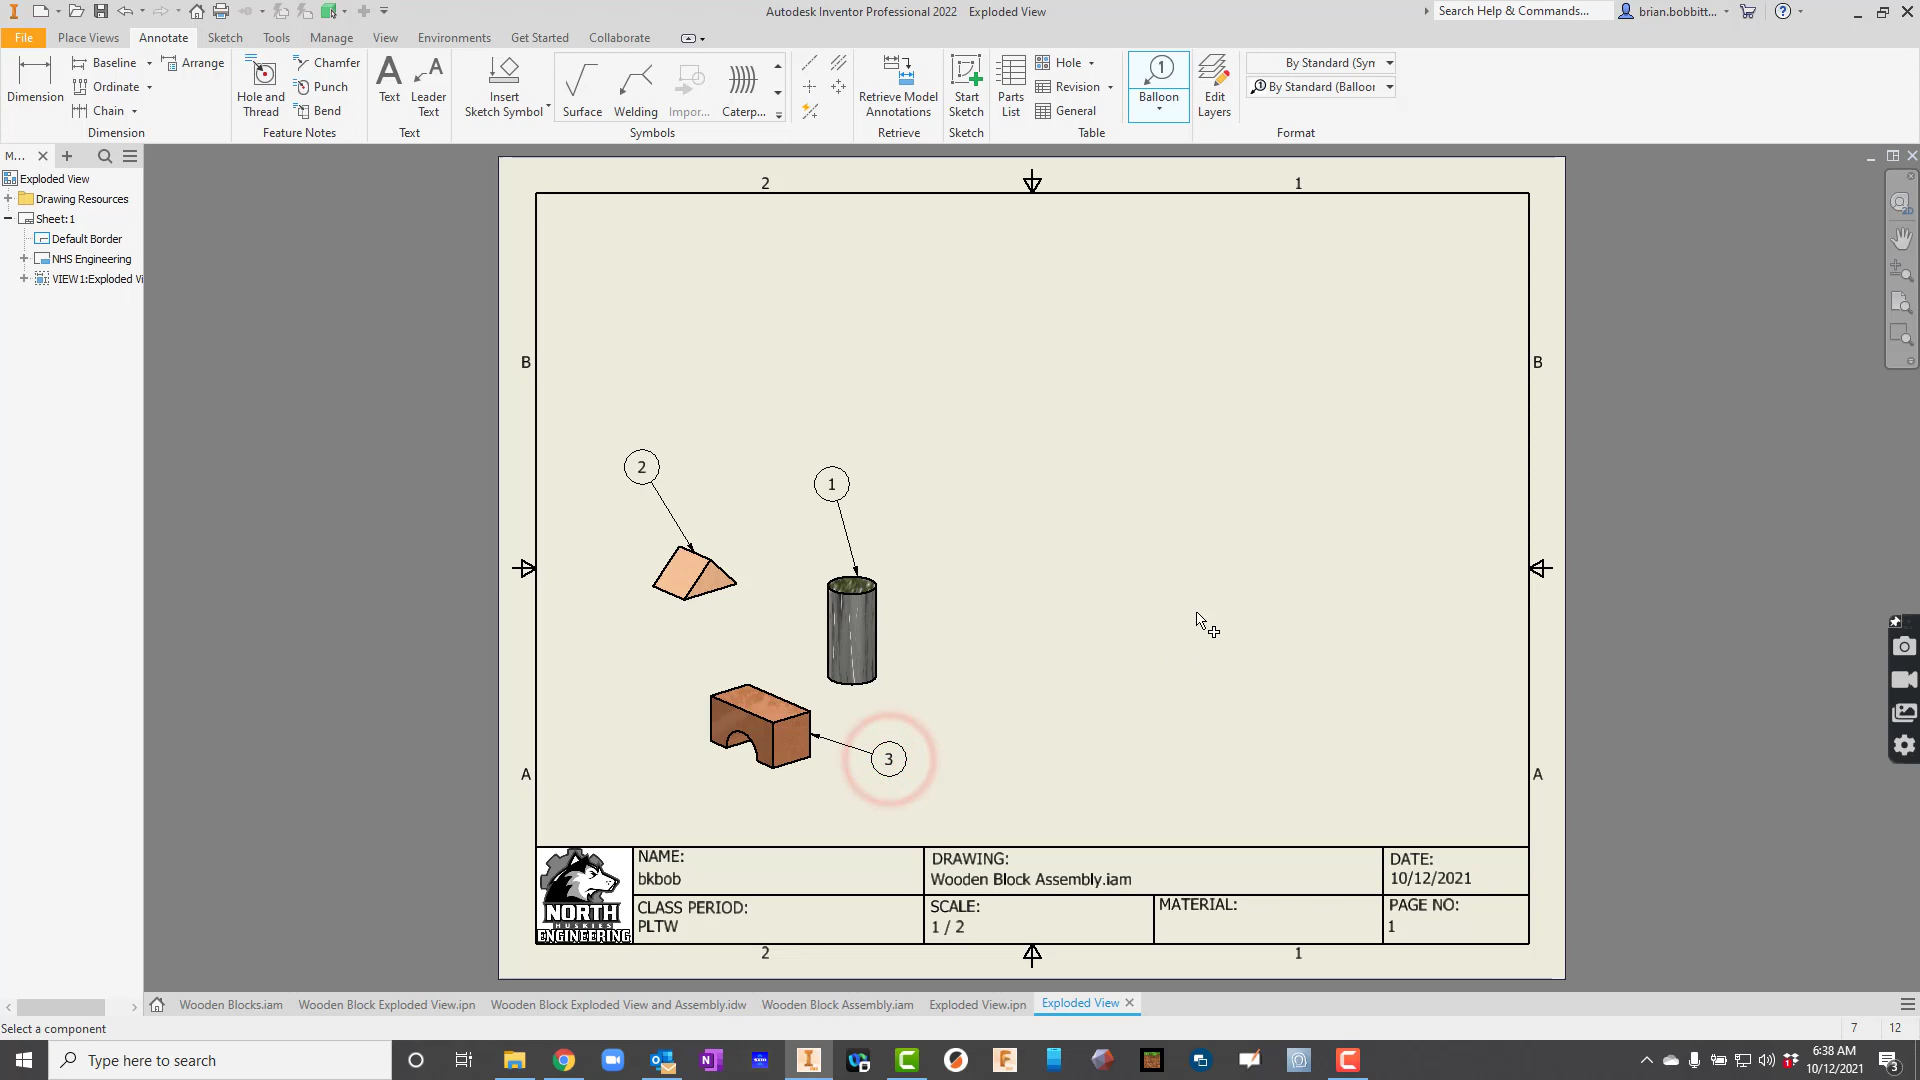 Autodesk Inventor Professional 2022 Exploded View
Search Help & Commands...
brian.bobbitt...
File
Place Views
Annotate
Sketch
Tools
Manage
View
Environments
Get Started
Collaborate
Dimension
Baseline
Ordinate
Chain
Arrange
Dimension
Hole and Thread
Chamfer
Punch
Bend
Feature Notes
Text
Leader Text
Text
Insert Sketch Symbol
Surface
Welding
Impor...
Caterp...
Symbols
Retrieve Model Annotations
Retrieve
Start Sketch
Sketch
Parts List
Hole
Revision
General
Table
Balloon
Edit Layers
By Standard (Syn
By Standard (Balloon
Format
M...
Exploded View
Drawing Resources
Sheet:1
Default Border
NHS Engineering
VIEW1:Exploded Vi
2
1
B
B
2
1
3
A
A
NORTH
HUSKIES
ENGINEERING
NAME:
bkbob
CLASS PERIOD:
PLTW
DRAWING:
Wooden Block Assembly.iam
SCALE:
1 / 2
MATERIAL:
DATE:
10/12/2021
PAGE NO:
1
2
1
Wooden Blocks.iam
Wooden Block Exploded View.ipn
Wooden Block Exploded View and Assembly.idw
Wooden Block Assembly.iam
Exploded View.ipn
Exploded View
Select a component
7
12
Type here to search
6:38 AM
10/12/2021
3